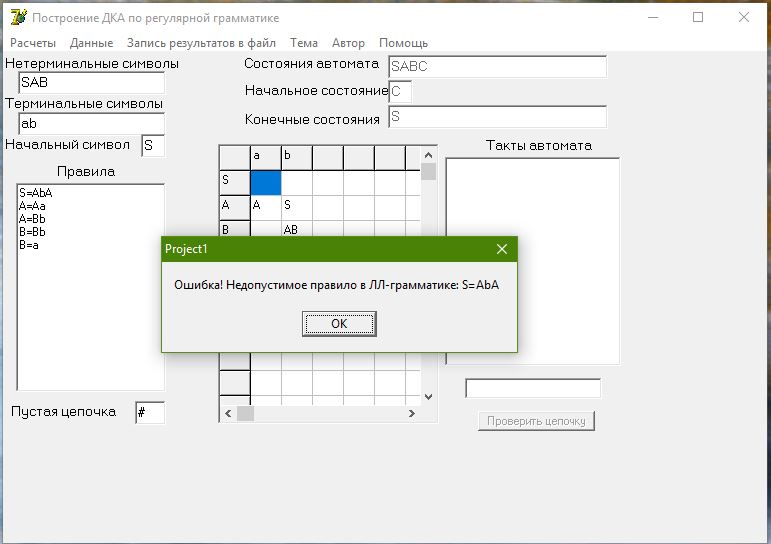 Построение ДКА по регулярной грамматике
Расчеты Данные Запись результатов в файл Тема Автор Помощь
Нетерминальные символы
SAB
Терминальные символы
ab
Начальный символ S
Правила
S=AbA
A=Aa
A=Bb
B=Bb
B=a
Пустая цепочка #
Состояния автомата SABC
Начальное состояние C
Конечные состояния S
a b
S
A A S
B AB
Такты автомата
Проверить цепочку
Project1
Ошибка! Недопустимое правило в ЛЛ-грамматике: S=AbA
OK